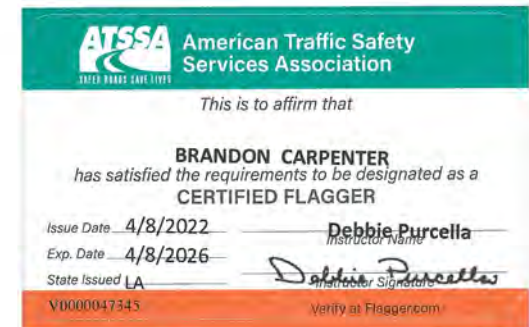 ATSSA
SAFER ROADS SAVE LIVES
American Traffic Safety
Services Association
This is to affirm that
BRANDON CARPENTER
has satisfied the requirements to be designated as a
CERTIFIED FLAGGER
Issue Date 4/8/2022
Debbie Purcella
Instructor Name
Exp. Date 4/8/2026
Debbie Purcella
State Issued LA
Instructor Signature
V0000047345
Verify at Flagger.com